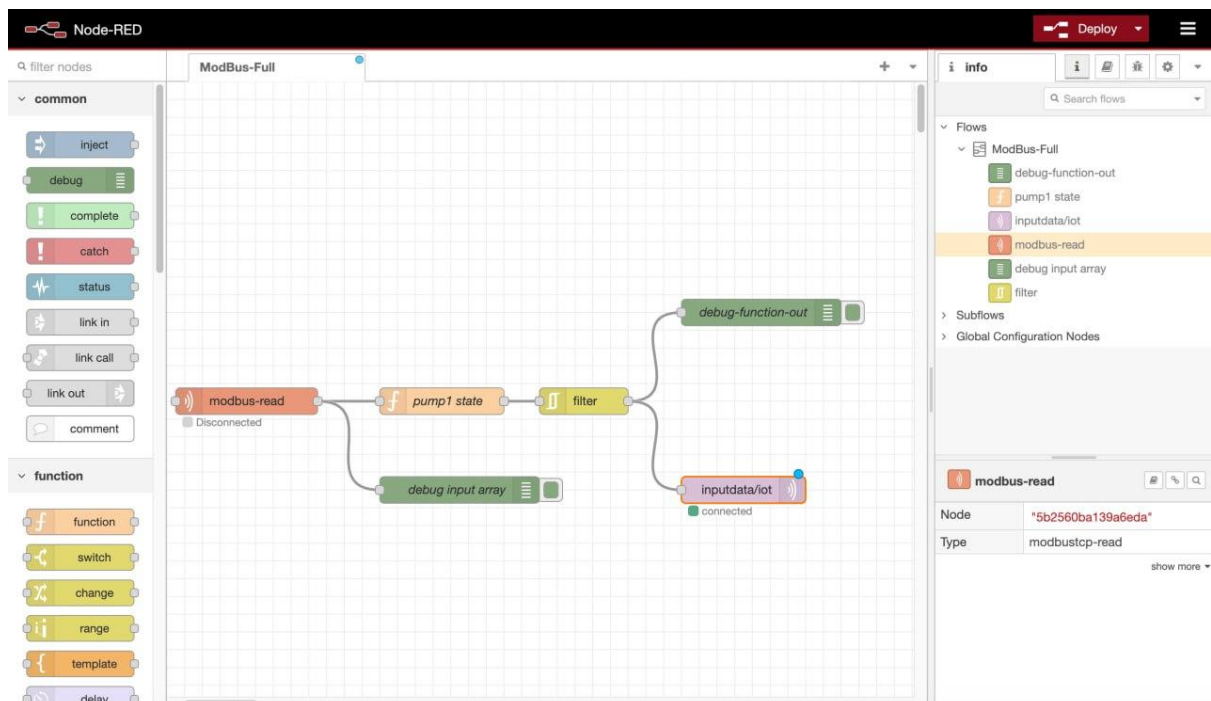 Node-RED
Deploy
filter nodes
ModBus-Full
i info
i
Search flows
common
inject
debug
complete
catch
status
link in
link call
link out
comment
function
function
switch
change
range
template
delay
modbus-read
Disconnected
pump1 state
filter
debug-function-out
debug input array
inputdata/iot
connected
Flows
ModBus-Full
debug-function-out
pump1 state
inputdata/iot
modbus-read
debug input array
filter
Subflows
Global Configuration Nodes
modbus-read
Node "5b2560ba139a6eda"
Type modbustcp-read
show more